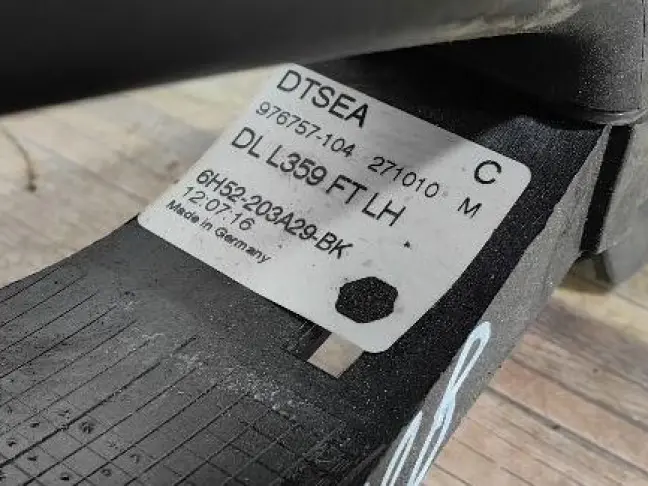 DTSEA
976757-104 271010 C
DL L359 FT LH M
6H52-203A29-BK
12:07:16
Made in Germany